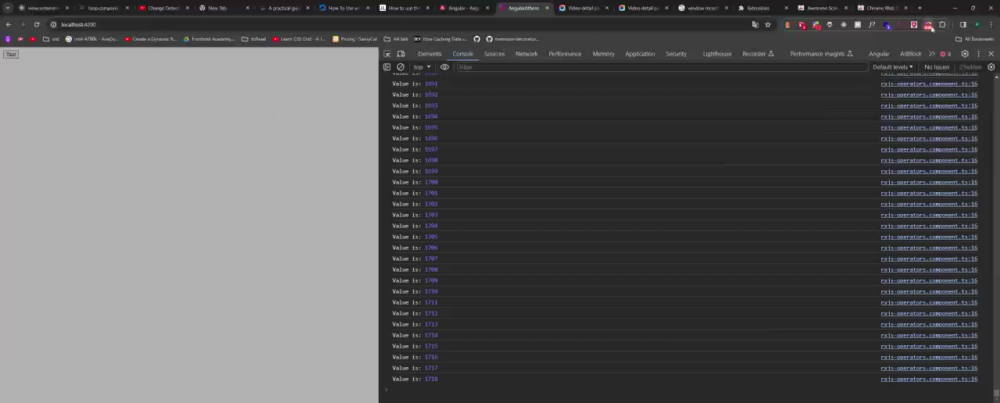 viewcontainer
loop.compone
Change Detect
New Tab
A practical guid
How To Use w
How to use th
Angular - Ang
AngularAthens
Video detail pa
Video detail pa
window record
Extensions
Awesome Scre
Chrome Web S
localhost:4200
old
intel 4790k - Αναζή
Create a Dynamic R
Frontend Academy
toRead
Learn CSS Grid - A 1
Pricing - SavvyCal
AA talk
How Caching Date
memoson-decorator
All Bookmarks
Test
Elements Console Sources Network Performance Memory Application Security Lighthouse Recorder Performance insights Angular AdBlock 4
top Filter Default levels No Issues 27 hidden
Value is: 1691 rxjs-operators.component.ts:16
Value is: 1692 rxjs-operators.component.ts:16
Value is: 1693 rxjs-operators.component.ts:16
Value is: 1694 rxjs-operators.component.ts:16
Value is: 1695 rxjs-operators.component.ts:16
Value is: 1696 rxjs-operators.component.ts:16
Value is: 1697 rxjs-operators.component.ts:16
Value is: 1698 rxjs-operators.component.ts:16
Value is: 1699 rxjs-operators.component.ts:16
Value is: 1700 rxjs-operators.component.ts:16
Value is: 1701 rxjs-operators.component.ts:16
Value is: 1702 rxjs-operators.component.ts:16
Value is: 1703 rxjs-operators.component.ts:16
Value is: 1704 rxjs-operators.component.ts:16
Value is: 1705 rxjs-operators.component.ts:16
Value is: 1706 rxjs-operators.component.ts:16
Value is: 1707 rxjs-operators.component.ts:16
Value is: 1708 rxjs-operators.component.ts:16
Value is: 1709 rxjs-operators.component.ts:16
Value is: 1710 rxjs-operators.component.ts:16
Value is: 1711 rxjs-operators.component.ts:16
Value is: 1712 rxjs-operators.component.ts:16
Value is: 1713 rxjs-operators.component.ts:16
Value is: 1714 rxjs-operators.component.ts:16
Value is: 1715 rxjs-operators.component.ts:16
Value is: 1716 rxjs-operators.component.ts:16
Value is: 1717 rxjs-operators.component.ts:16
Value is: 1718 rxjs-operators.component.ts:16